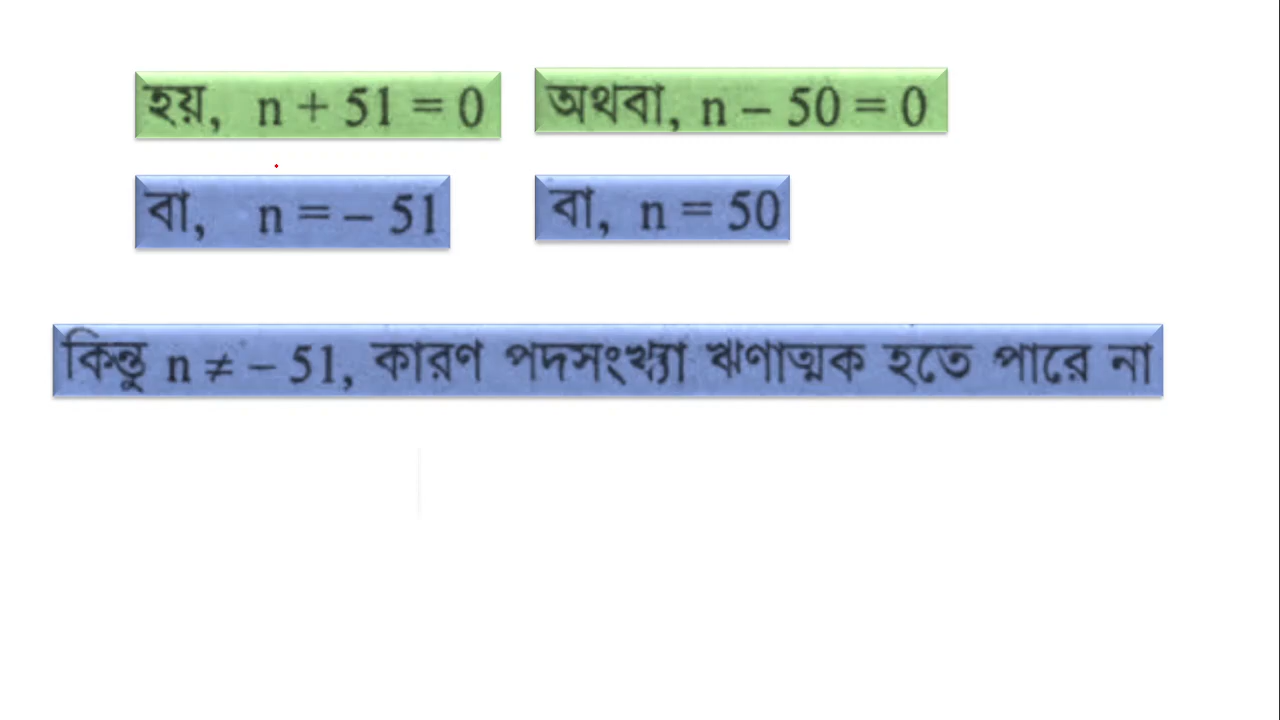 হয়, n + 51 = 0 অথবা, n – 50 = 0
বা, n = – 51 বা, n = 50
কিন্তু n ≠ – 51, কারণ পদসংখ্যা ঋণাত্মক হতে পারে না